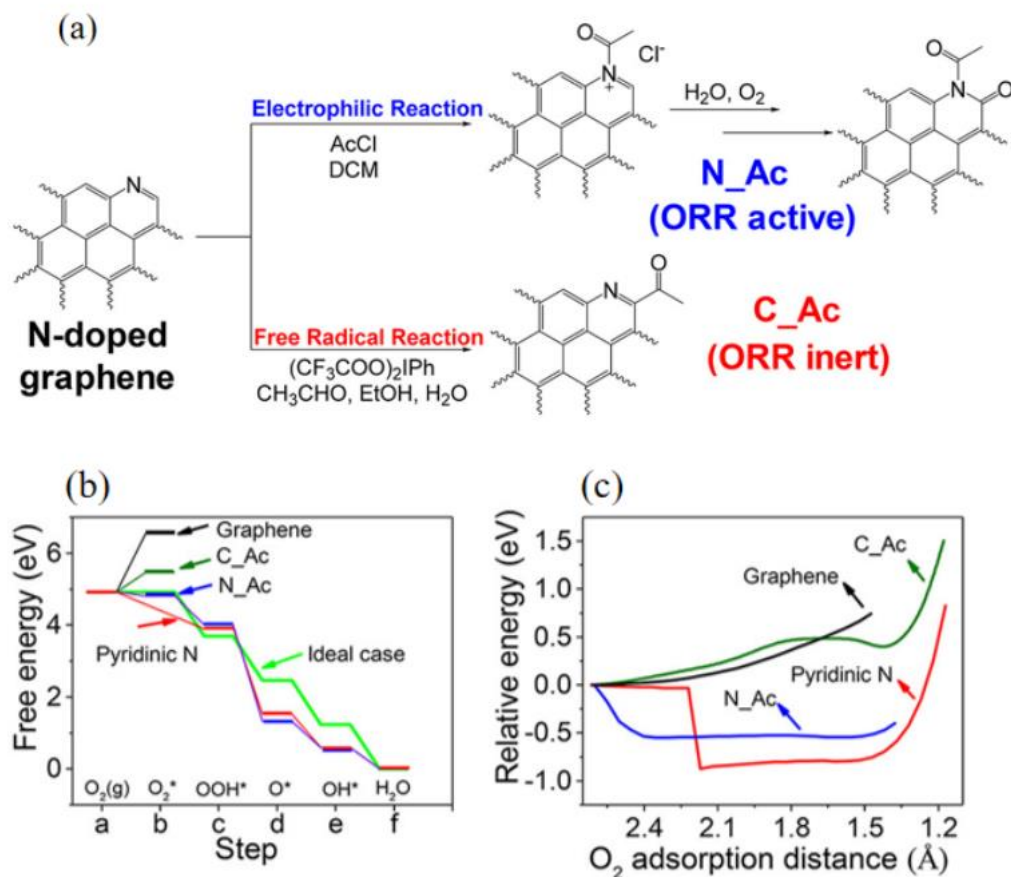 (a)
O
N
+
Cl⁻
Electrophilic Reaction
AcCl
DCM
H₂O, O₂
O
N
O
N_Ac
(ORR active)
N
N-doped
graphene
Free Radical Reaction
(CF₃COO)₂IPh
CH₃CHO, EtOH, H₂O
O
N
C_Ac
(ORR inert)
(b)
Free energy (eV)
6
4
2
0
Graphene
C_Ac
N_Ac
Pyridinic N
Ideal case
O₂(g) O₂* OOH* O* OH* H₂O
a b c d e f
Step
(c)
Relative energy (eV)
1.5
1.0
0.5
0.0
-0.5
-1.0
C_Ac
Graphene
Pyridinic N
N_Ac
2.4 2.1 1.8 1.5 1.2
O₂ adsorption distance (Å)